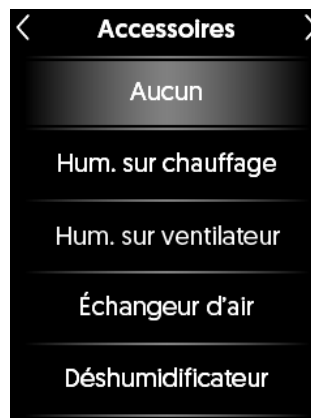 Accessoires
Aucun
Hum. sur chauffage
Hum. sur ventilateur
Échangeur d'air
Déshumidificateur